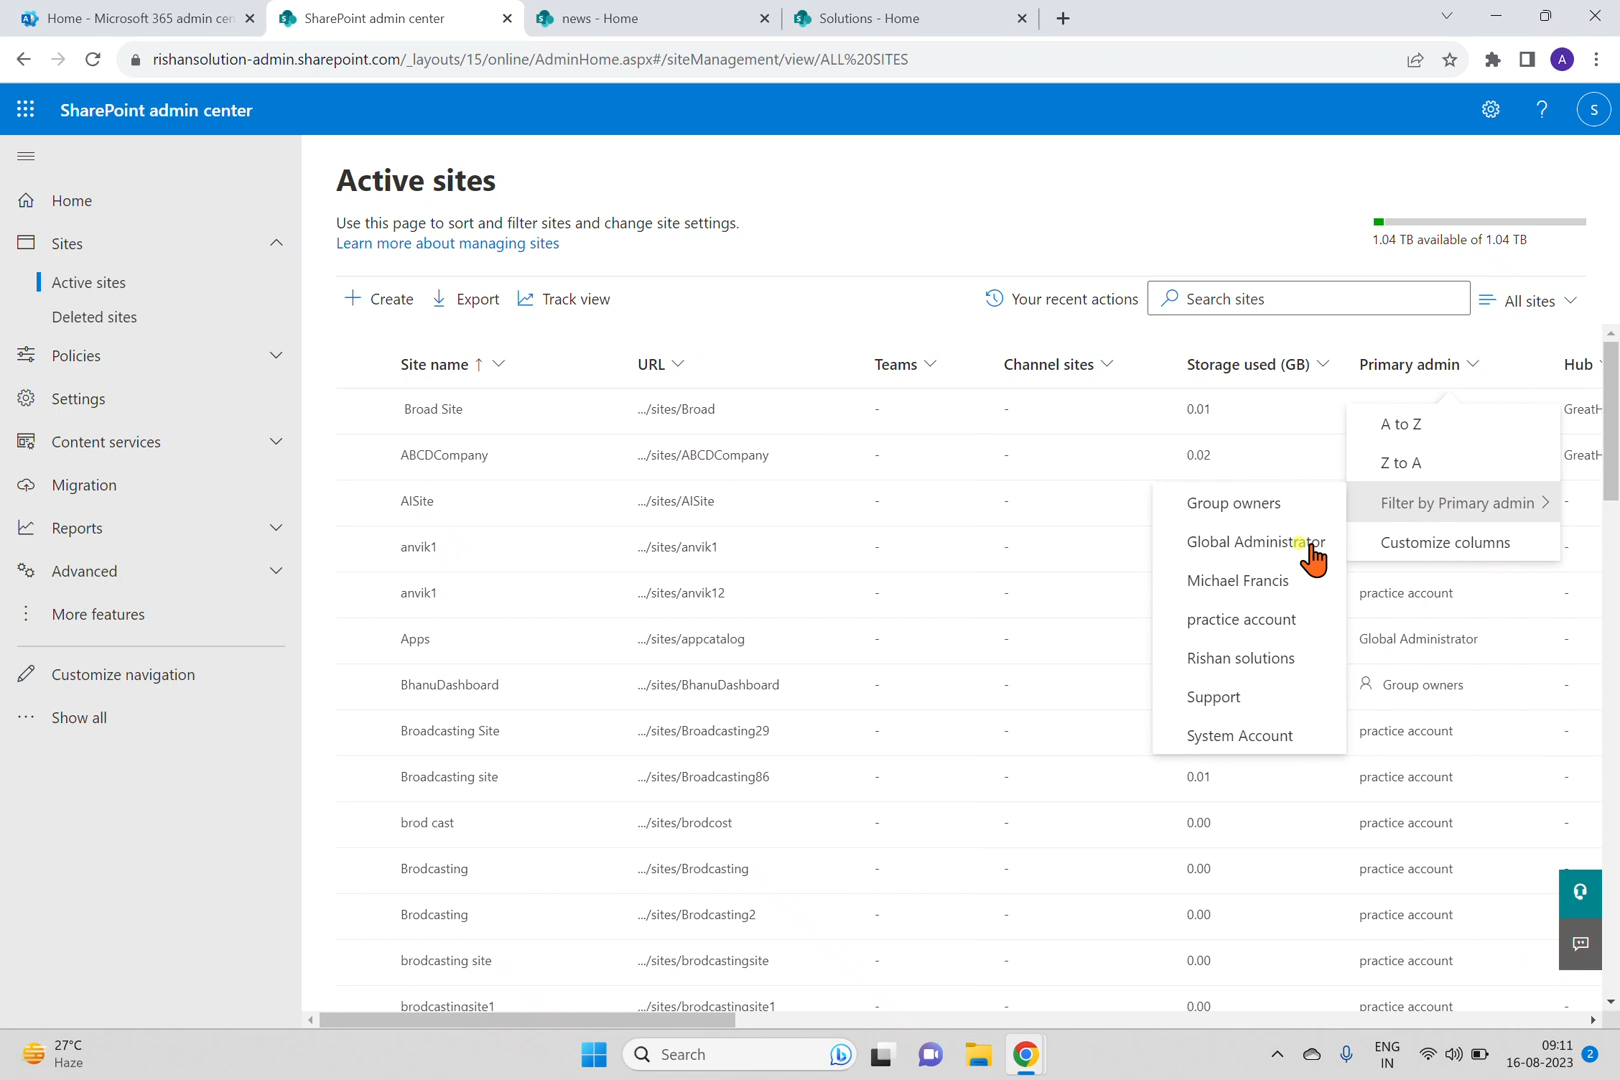 Home - Microsoft 365 admin cen
SharePoint admin center
news - Home
Solutions - Home
rishansolution-admin.sharepoint.com/_layouts/15/online/AdminHome.aspx#/siteManagement/view/ALL%20SITES
A
SharePoint admin center
?
S
Home
Sites
Active sites
Deleted sites
Policies
Settings
Content services
Migration
Reports
Advanced
More features
Customize navigation
Show all
Active sites
Use this page to sort and filter sites and change site settings.
Learn more about managing sites
1.04 TB available of 1.04 TB
Create
Export
Track view
Your recent actions
Search sites
All sites
Site name ↑ URL Teams Channel sites Storage used (GB) Primary admin Hub
Broad Site .../sites/Broad - - 0.01 GreatH
ABCDCompany .../sites/ABCDCompany - - 0.02 GreatH
AISite .../sites/AISite - - -
anvik1 .../sites/anvik1 - -
anvik1 .../sites/anvik12 - - practice account -
Apps .../sites/appcatalog - - Global Administrator -
BhanuDashboard .../sites/BhanuDashboard - - Group owners -
Brodcasting Site .../sites/Broadcasting29 - - practice account -
Broadcasting site .../sites/Broadcasting86 - - 0.01 practice account -
brod cast .../sites/brodcost - - 0.00 practice account -
Brodcasting .../sites/Brodcasting - - 0.00 practice account
Brodcasting .../sites/Brodcasting2 - - 0.00 practice account
brodcasting site .../sites/brodcastingsite - - 0.00 practice account
brodcastingsite1 .../sites/brodcastingsite1 - - 0.00 practice account -
A to Z
Z to A
Filter by Primary admin
Customize columns
Group owners
Global Administrator
Michael Francis
practice account
Rishan solutions
Support
System Account
27°C
Haze
Search
ENG
IN
09:11
16-08-2023
2